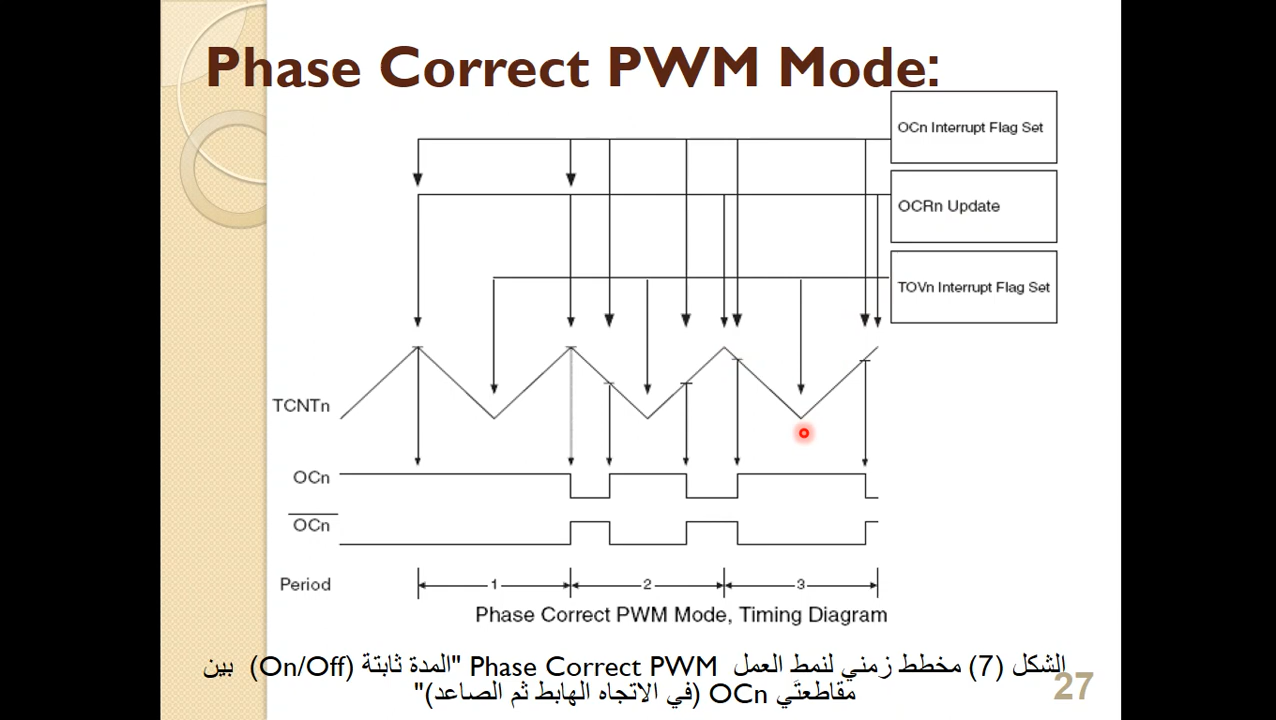 Phase Correct PWM Mode:
OCn Interrupt Flag Set
OCRn Update
TOVn Interrupt Flag Set
TCNTn
OCn
OCn
Period
1
2
3
Phase Correct PWM Mode, Timing Diagram
الشكل (7) مخطط زمني لنمط العمل Phase Correct PWM "المدة ثابتة (On/Off) بين
مقاطعتَي OCn (في الاتجاه الهابط ثم الصاعد)"
27